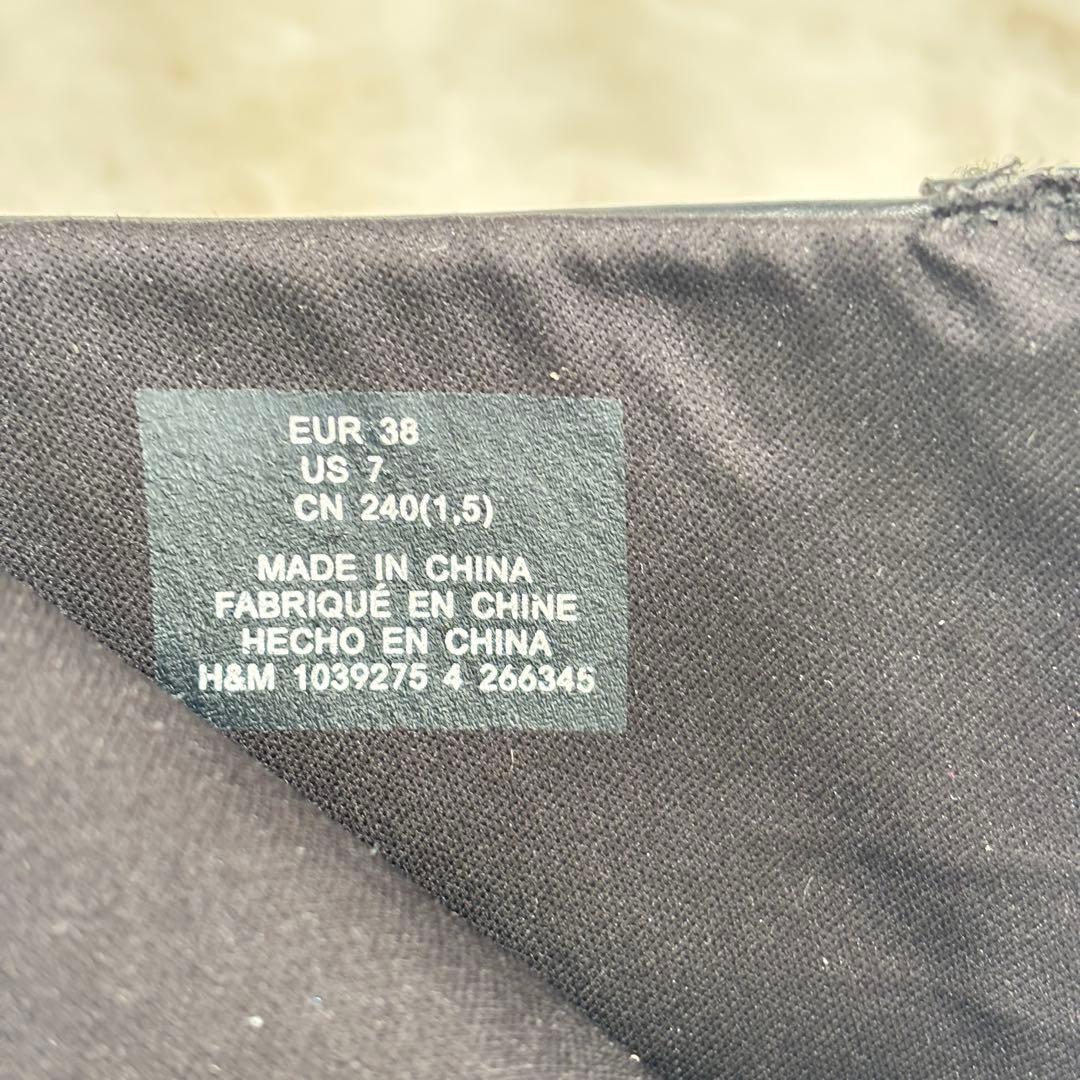 EUR 38
US 7
CN 240(1,5)
MADE IN CHINA
FABRIQUÉ EN CHINE
HECHO EN CHINA
H&M 1039275 4 266346